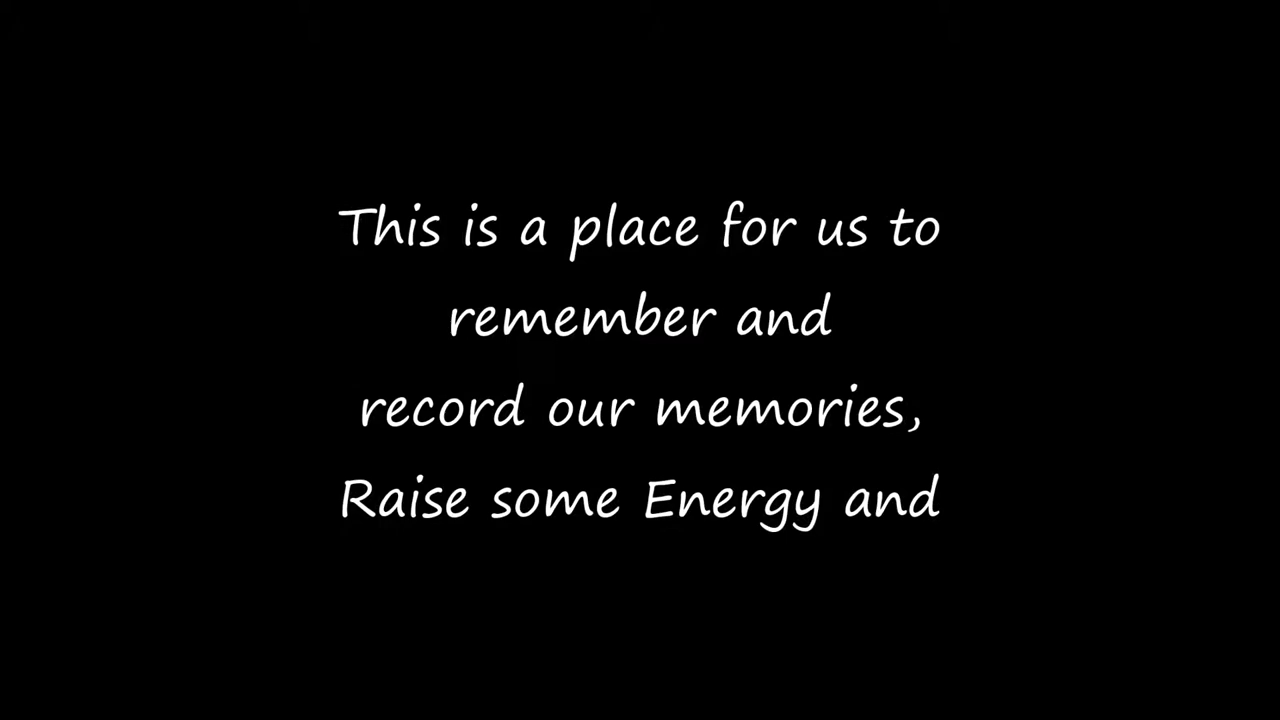 This is a place for us to
remember and
record our memories,
Raise some Energy and